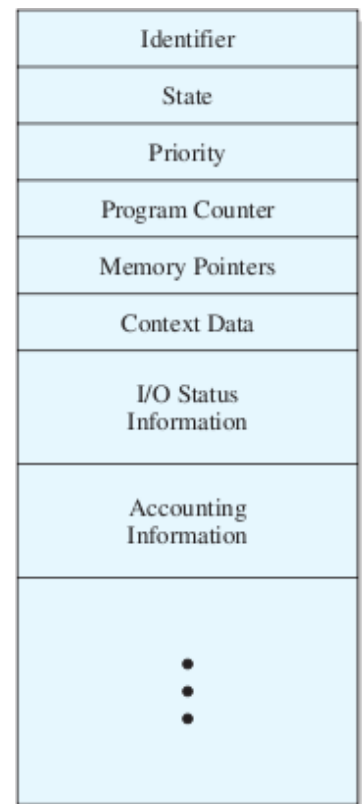 Identifier
State
Priority
Program Counter
Memory Pointers
Context Data
I/O Status
Information
Accounting
Information